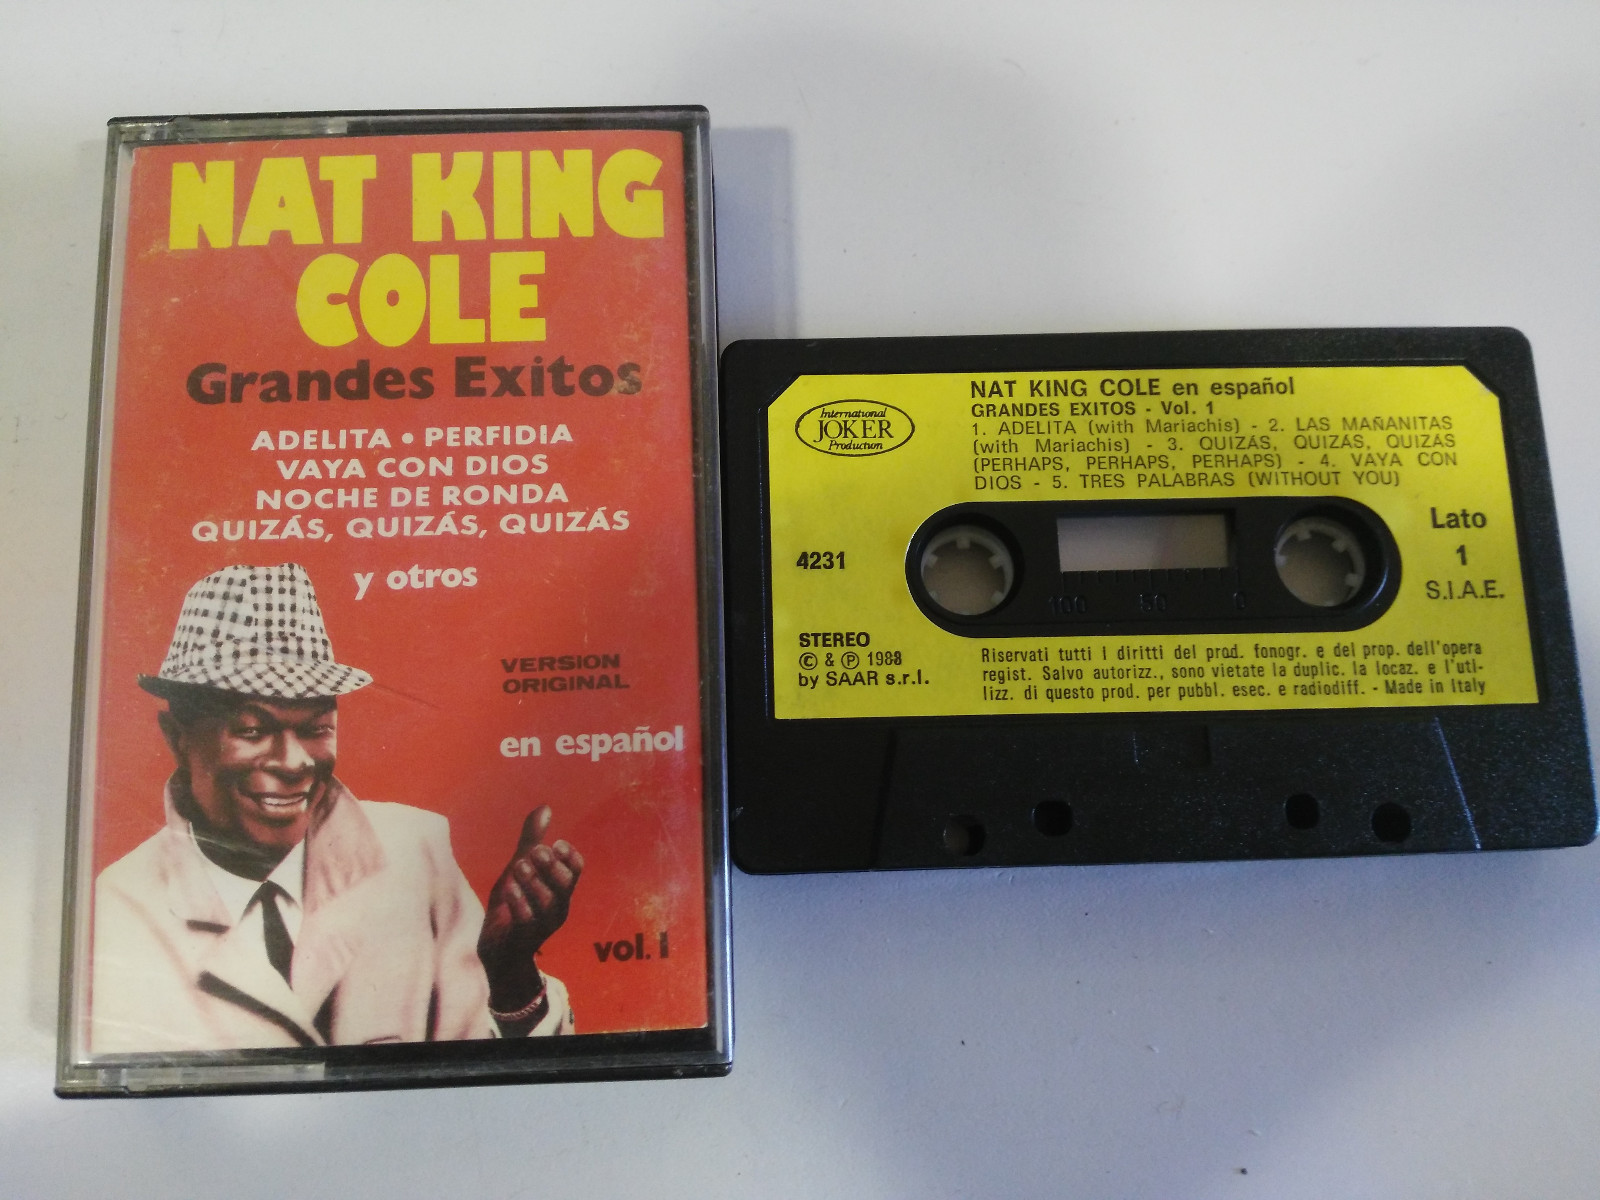 NAT KING
COLE
Grandes Exitos
ADELITA • PERFIDIA
VAYA CON DIOS
NOCHE DE RONDA
QUIZÁS, QUIZÁS, QUIZÁS
y otros
VERSION
ORIGINAL
en español
vol. 1
International
JOKER
Production
NAT KING COLE en español
GRANDES EXITOS - Vol. 1
1. ADELITA (with Mariachis) - 2. LAS MAÑANITAS
(with Mariachis) - 3. QUIZÁS, QUIZÁS, QUIZÁS
(PERHAPS, PERHAPS, PERHAPS) - 4. VAYA CON
DIOS - 5. TRES PALABRAS (WITHOUT YOU)
4231
Lato
1
S.I.A.E.
100 50 0
STEREO
© & ℗ 1988
by SAAR s.r.l.
Riservati tutti i diritti del prod. fonogr. e del prop. dell'opera
regist. Salvo autorizz., sono vietate la duplic. la locaz. e l'uti-
lizz. di questo prod. per pubbl. esec. e radiodiff. - Made in Italy